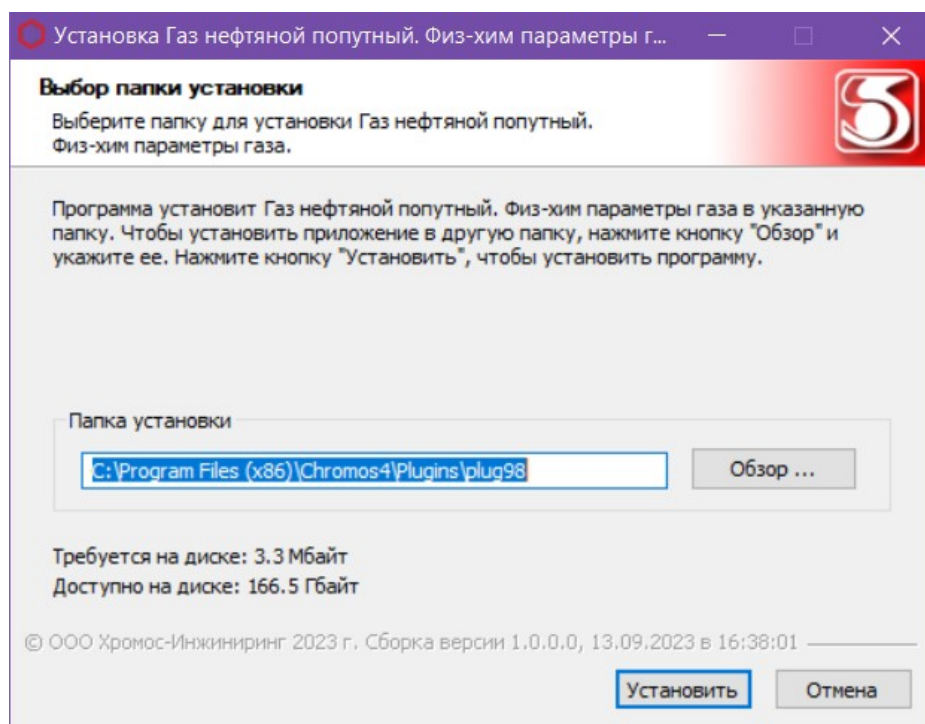 Установка Газ нефтяной попутный. Физ-хим параметры г...
Выбор папки установки
Выберите папку для установки Газ нефтяной попутный.
Физ-хим параметры газа.
Программа установит Газ нефтяной попутный. Физ-хим параметры газа в указанную
папку. Чтобы установить приложение в другую папку, нажмите кнопку "Обзор" и
укажите ее. Нажмите кнопку "Установить", чтобы установить программу.
Папка установки
C:\Program Files (x86)\Chromos4\Plugins\plug98
Обзор ...
Требуется на диске: 3.3 Мбайт
Доступно на диске: 166.5 Гбайт
© ООО Хромос-Инжиниринг 2023 г. Сборка версии 1.0.0.0, 13.09.2023 в 16:38:01
Установить
Отмена